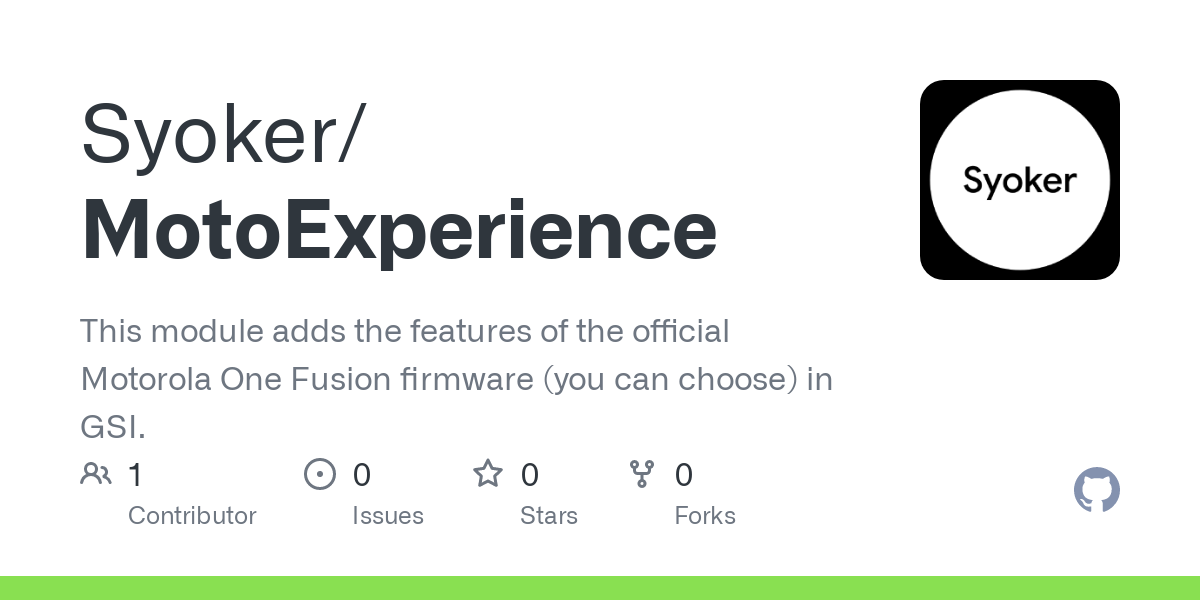 Syoker/
MotoExperience
Syoker
This module adds the features of the official
Motorola One Fusion firmware (you can choose) in
GSI.
1
Contributor
0
Issues
0
Stars
0
Forks